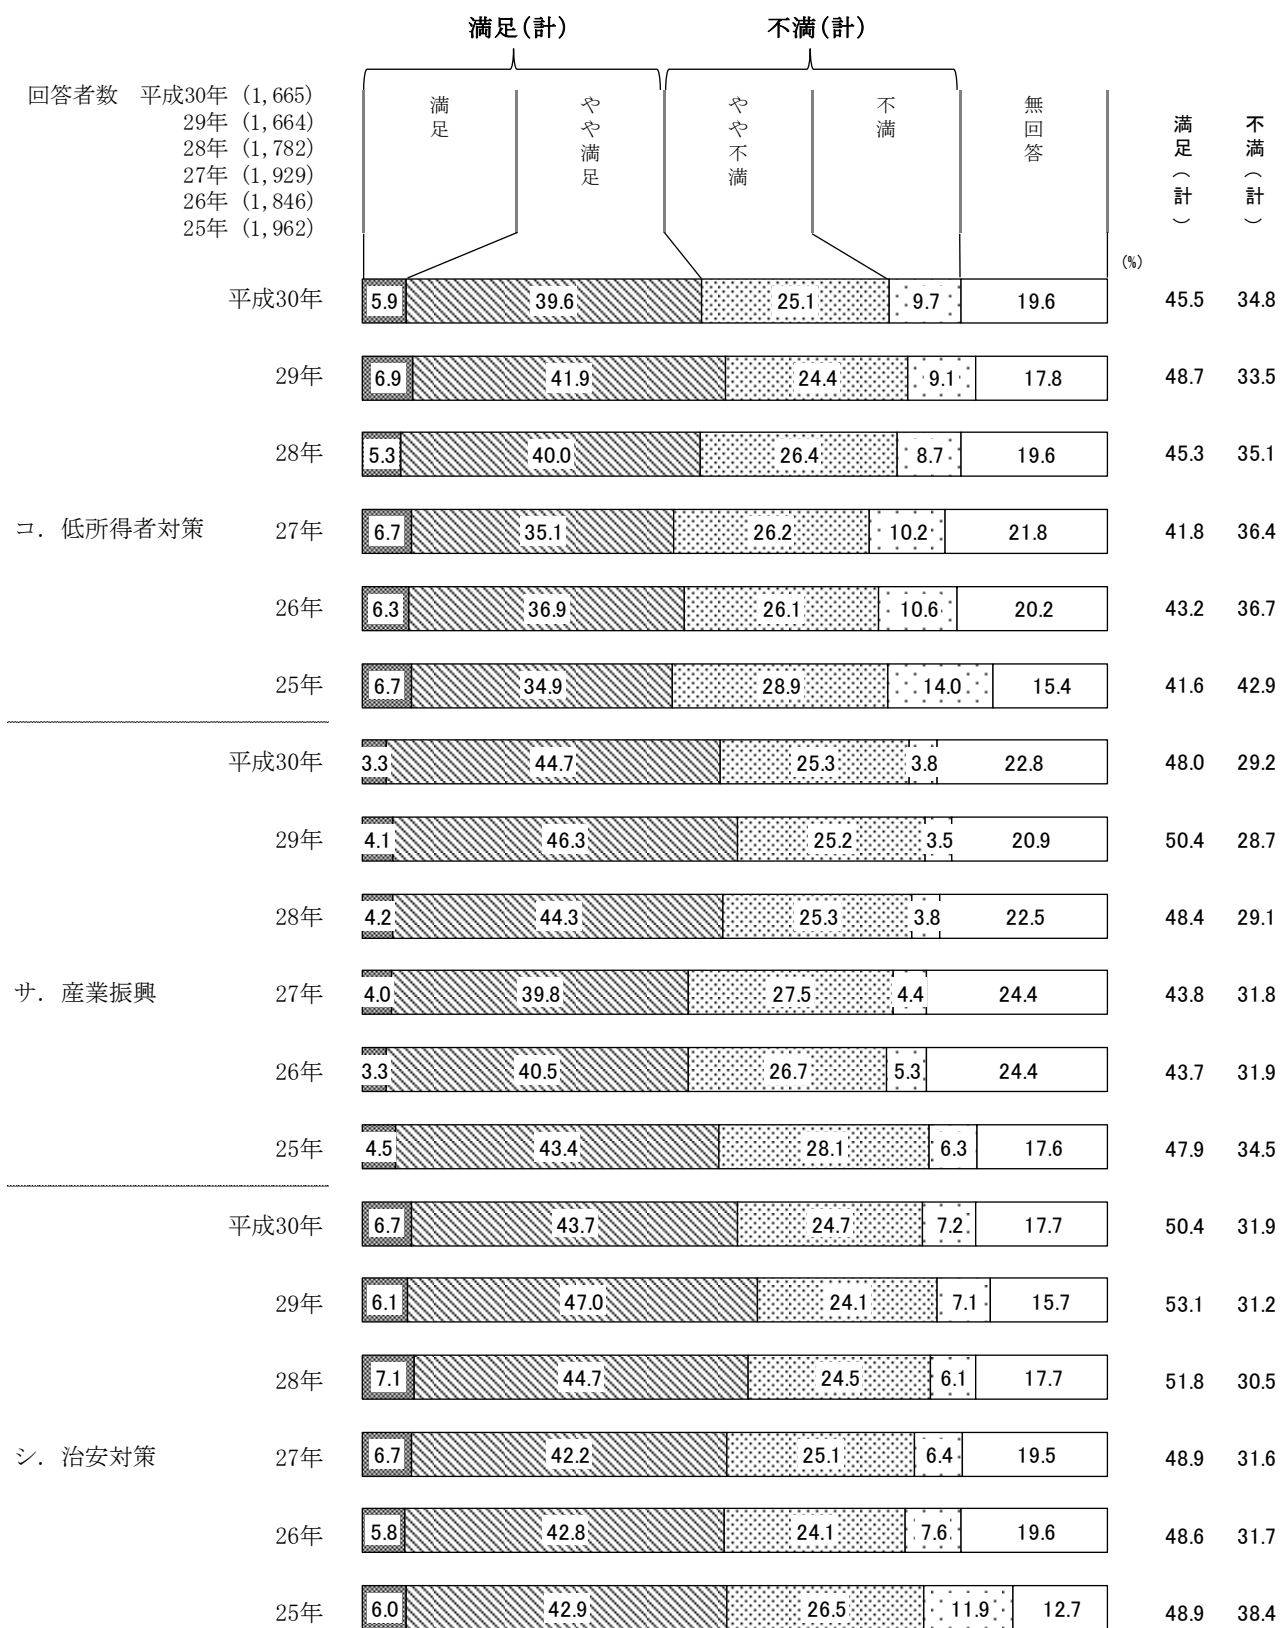 満足(計) 不満(計)
回答者数 平成30年 (1,665)
29年 (1,664)
28年 (1,782)
27年 (1,929)
26年 (1,846)
25年 (1,962)
満足 やや満足 やや不満 不満 無回答 満足(計) 不満(計)
(%)
平成30年 5.9 39.6 25.1 9.7 19.6 45.5 34.8
29年 6.9 41.9 24.4 9.1 17.8 48.7 33.5
28年 5.3 40.0 26.4 8.7 19.6 45.3 35.1
コ. 低所得者対策 27年 6.7 35.1 26.2 10.2 21.8 41.8 36.4
26年 6.3 36.9 26.1 10.6 20.2 43.2 36.7
25年 6.7 34.9 28.9 14.0 15.4 41.6 42.9
平成30年 3.3 44.7 25.3 3.8 22.8 48.0 29.2
29年 4.1 46.3 25.2 3.5 20.9 50.4 28.7
28年 4.2 44.3 25.3 3.8 22.5 48.4 29.1
サ. 産業振興 27年 4.0 39.8 27.5 4.4 24.4 43.8 31.8
26年 3.3 40.5 26.7 5.3 24.4 43.7 31.9
25年 4.5 43.4 28.1 6.3 17.6 47.9 34.5
平成30年 6.7 43.7 24.7 7.2 17.7 50.4 31.9
29年 6.1 47.0 24.1 7.1 15.7 53.1 31.2
28年 7.1 44.7 24.5 6.1 17.7 51.8 30.5
シ. 治安対策 27年 6.7 42.2 25.1 6.4 19.5 48.9 31.6
26年 5.8 42.8 24.1 7.6 19.6 48.6 31.7
25年 6.0 42.9 26.5 11.9 12.7 48.9 38.4